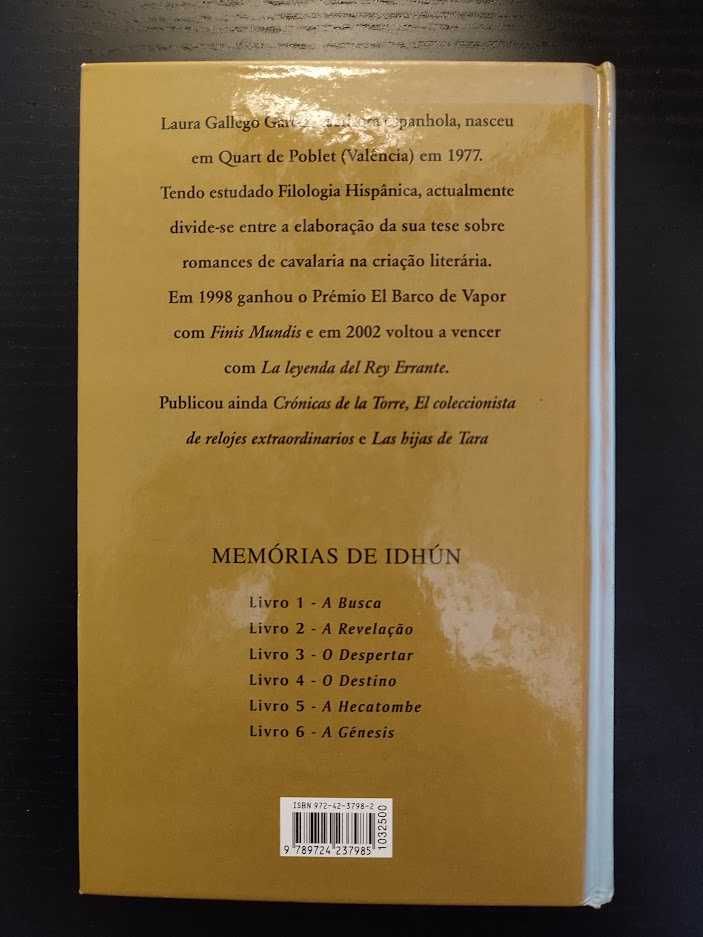 Laura Gallego espanhola, nasceu
em Quart de Poblet (Valência) em 1977.
Tendo estudado Filologia Hispânica, actualmente
divide-se entre a elaboração da sua tese sobre
romances de cavalaria na criação literária.
Em 1998 ganhou o Prémio El Barco de Vapor
com Finis Mundis e em 2002 voltou a vencer
com La leyenda del Rey Errante.
Publicou ainda Crónicas de la Torre, El coleccionista
de relojes extraordinarios e Las hijas de Tara
MEMÓRIAS DE IDHÚN
Livro 1 - A Busca
Livro 2 - A Revelação
Livro 3 - O Despertar
Livro 4 - O Destino
Livro 5 - A Hecatombe
Livro 6 - A Génesis
ISBN 972-42-3798-2
9 789724 237985
1032500